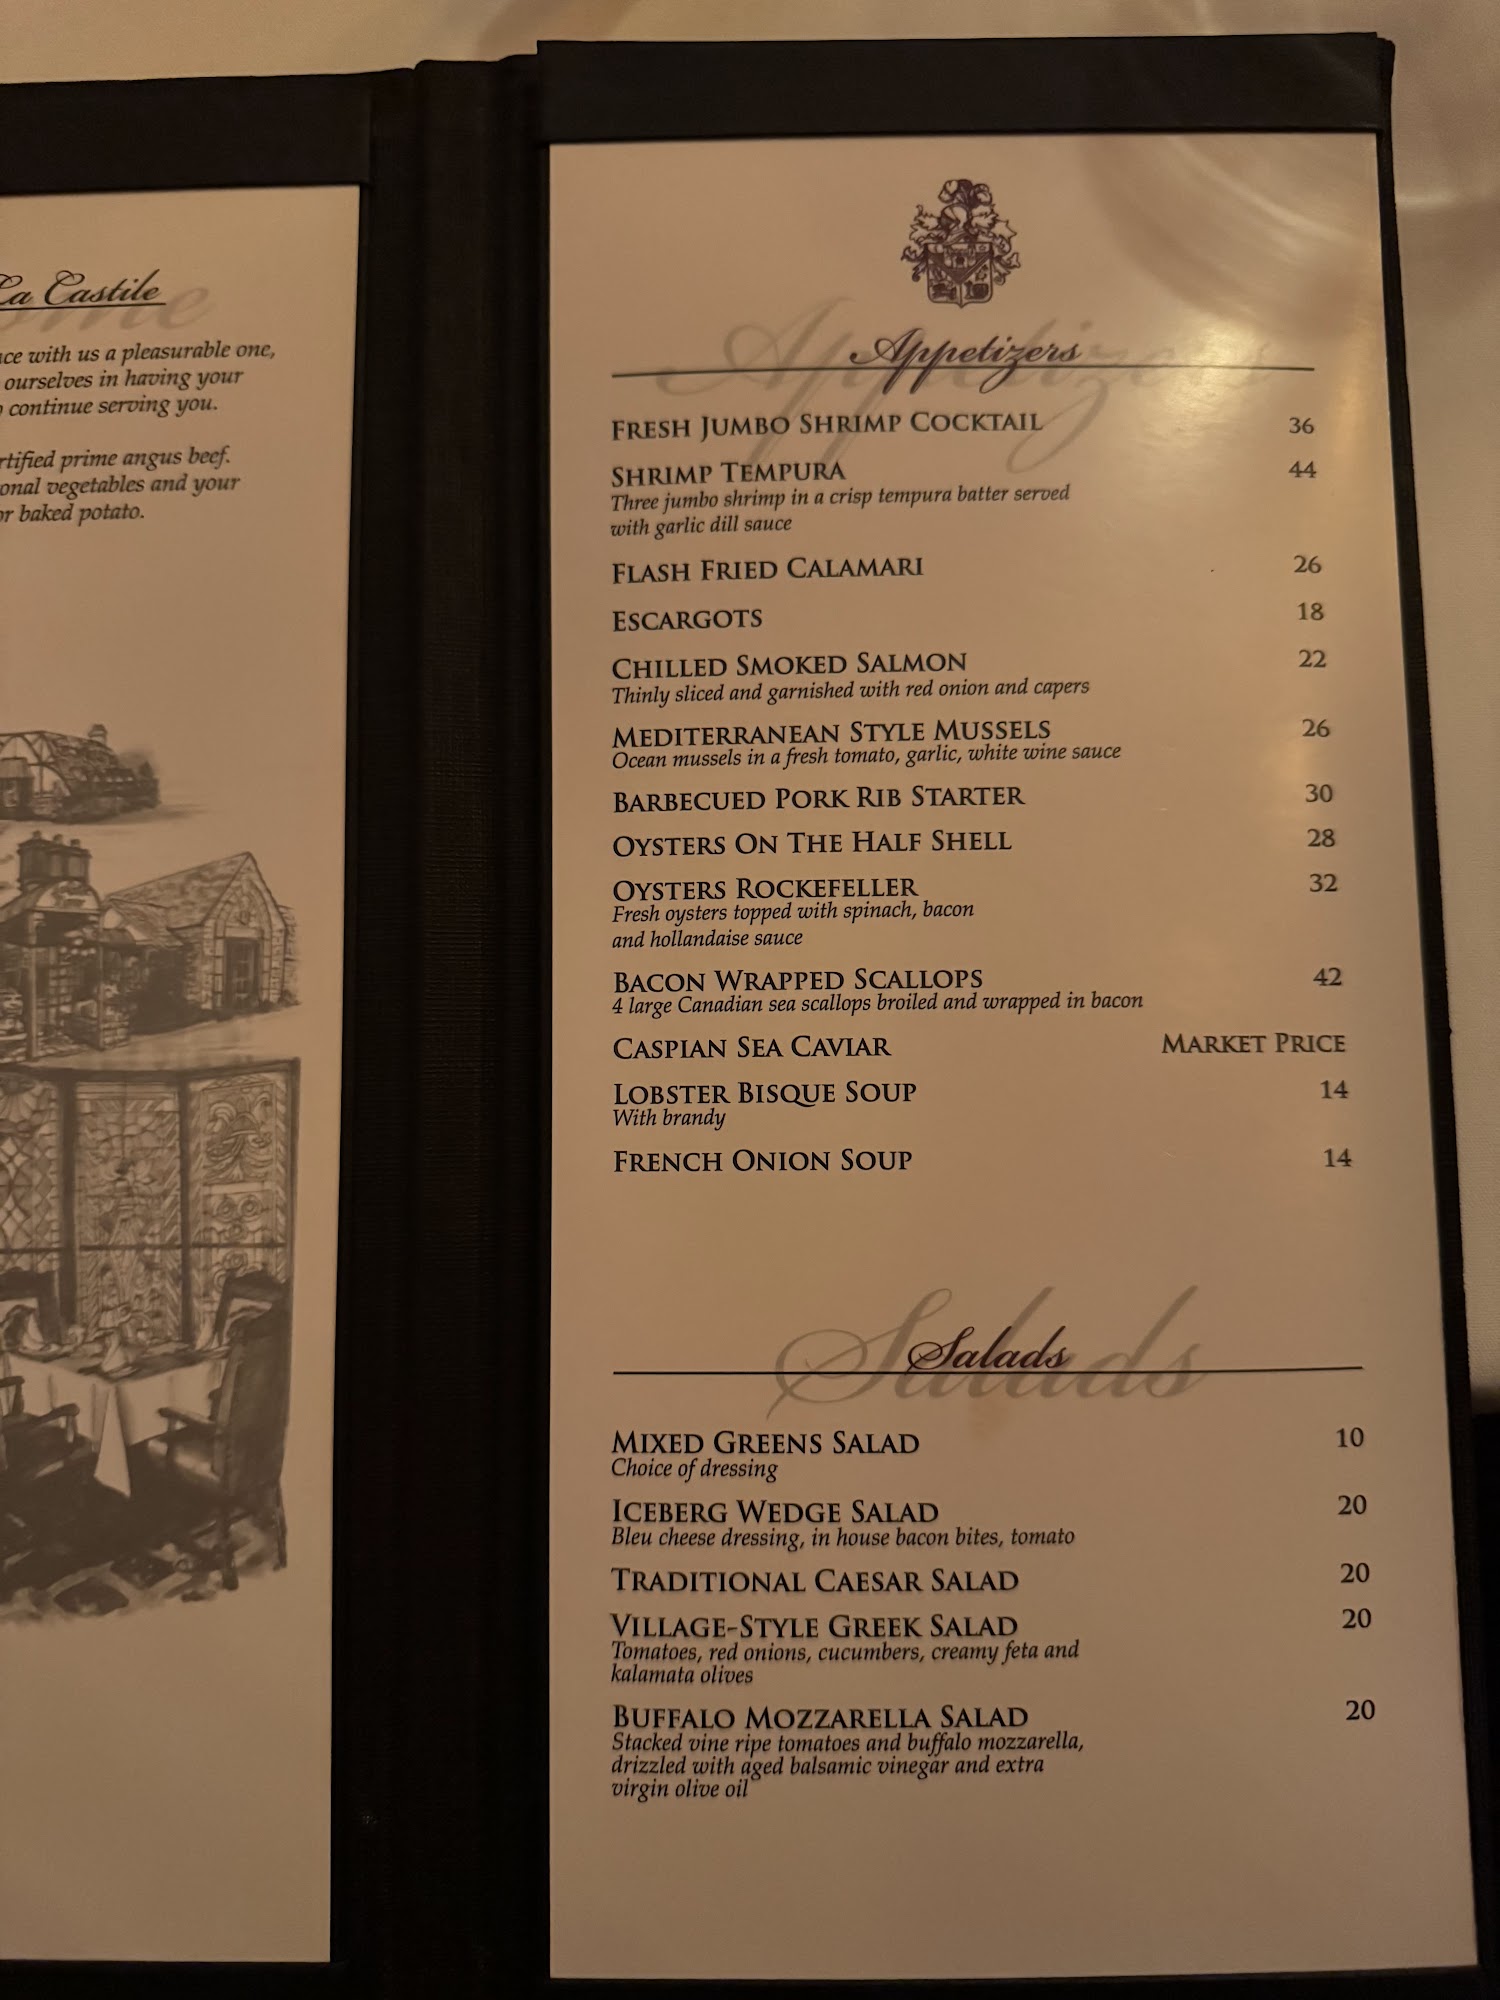 La Castile
with us a pleasurable one,
ourselves in having your
continue serving you.
prime angus beef.
vegetables and your
or baked potato.
Appetizers
FRESH JUMBO SHRIMP COCKTAIL 36
SHRIMP TEMPURA 44
Three jumbo shrimp in a crisp tempura batter served
with garlic dill sauce
FLASH FRIED CALAMARI 26
ESCARGOTS 18
CHILLED SMOKED SALMON 22
Thinly sliced and garnished with red onion and capers
MEDITERRANEAN STYLE MUSSELS 26
Ocean mussels in a fresh tomato, garlic, white wine sauce
BARBECUED PORK RIB STARTER 30
OYSTERS ON THE HALF SHELL 28
OYSTERS ROCKEFELLER 32
Fresh oysters topped with spinach, bacon
and hollandaise sauce
BACON WRAPPED SCALLOPS 42
4 large Canadian sea scallops broiled and wrapped in bacon
CASPIAN SEA CAVIAR MARKET PRICE
LOBSTER BISQUE SOUP 14
With brandy
FRENCH ONION SOUP 14
Salads
MIXED GREENS SALAD 10
Choice of dressing
ICEBERG WEDGE SALAD 20
Bleu cheese dressing, in house bacon bites, tomato
TRADITIONAL CAESAR SALAD 20
VILLAGE-STYLE GREEK SALAD 20
Tomatoes, red onions, cucumbers, creamy feta and
kalamata olives
BUFFALO MOZZARELLA SALAD 20
Stacked vine ripe tomatoes and buffalo mozzarella,
drizzled with aged balsamic vinegar and extra
virgin olive oil